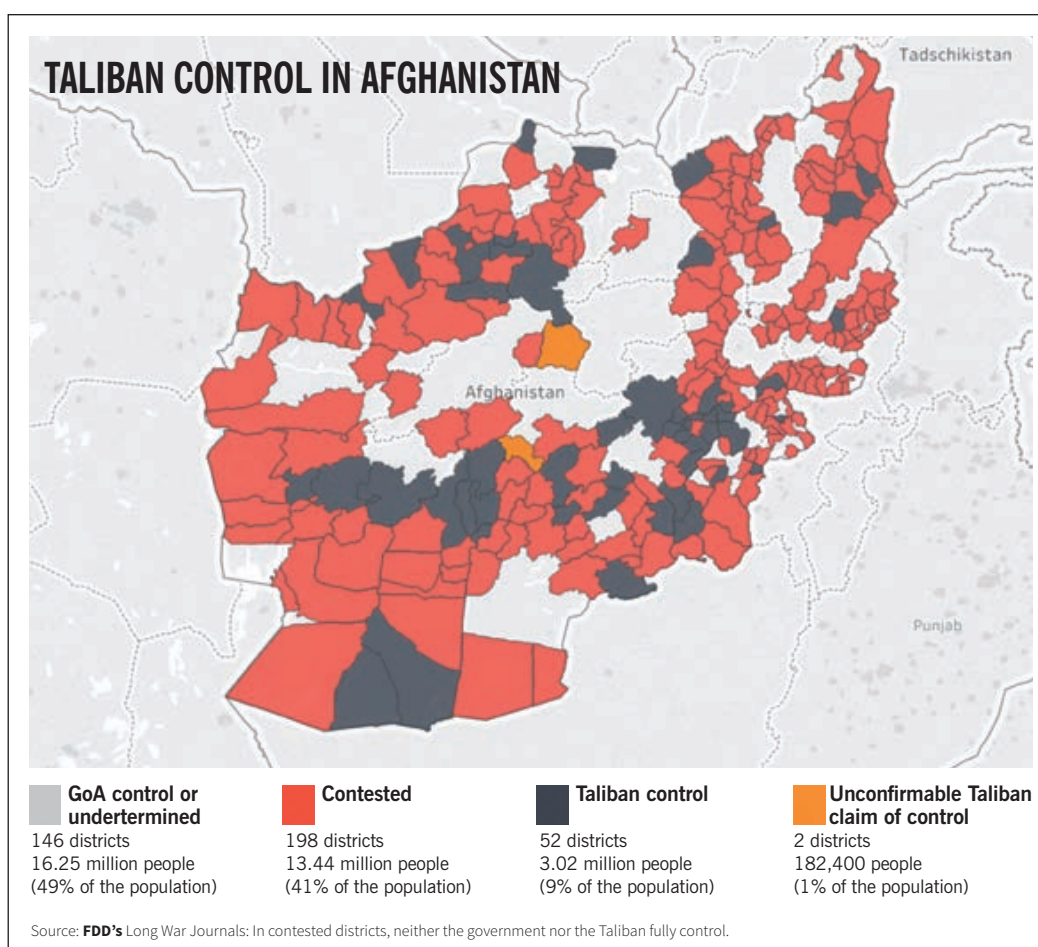 TALIBAN CONTROL IN AFGHANISTAN
Tadschikistan
Afghanistan
Punjab
GoA control or
undertermined
146 districts
16.25 million people
(49% of the population)
Contested
198 districts
13.44 million people
(41% of the population)
Taliban control
52 districts
3.02 million people
(9% of the population)
Unconfirmable Taliban
claim of control
2 districts
182,400 people
(1% of the population)
Source: FDD's Long War Journals: In contested districts, neither the government nor the Taliban fully control.